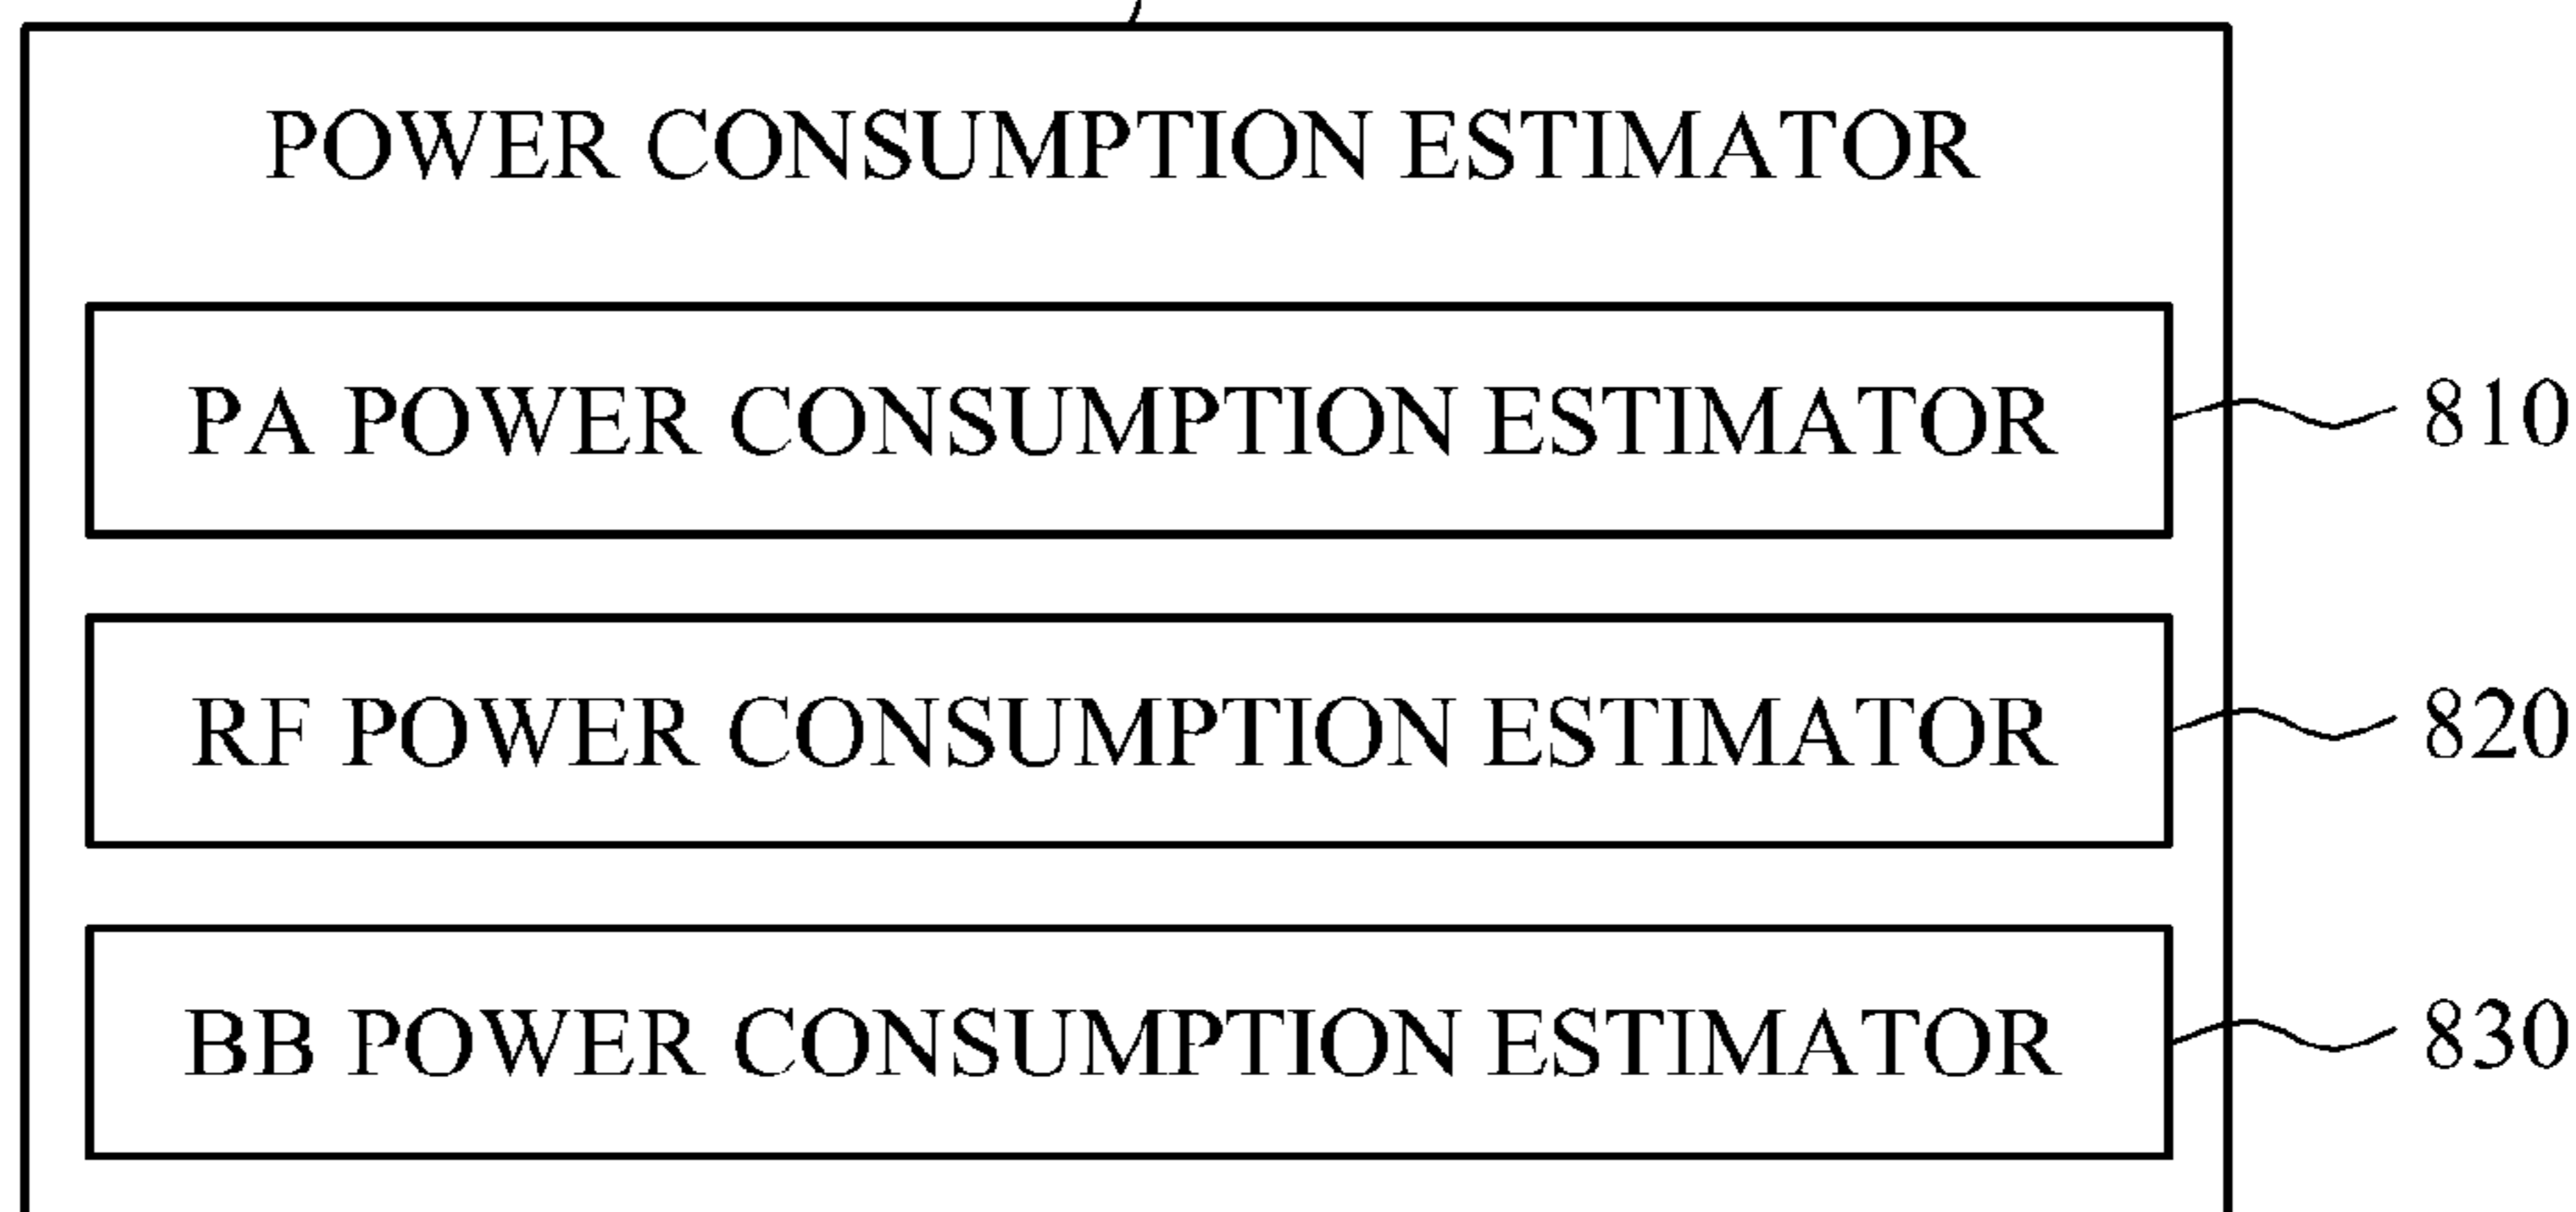 POWER CONSUMPTION ESTIMATOR
PA POWER CONSUMPTION ESTIMATOR 810
RF POWER CONSUMPTION ESTIMATOR 820
BB POWER CONSUMPTION ESTIMATOR 830